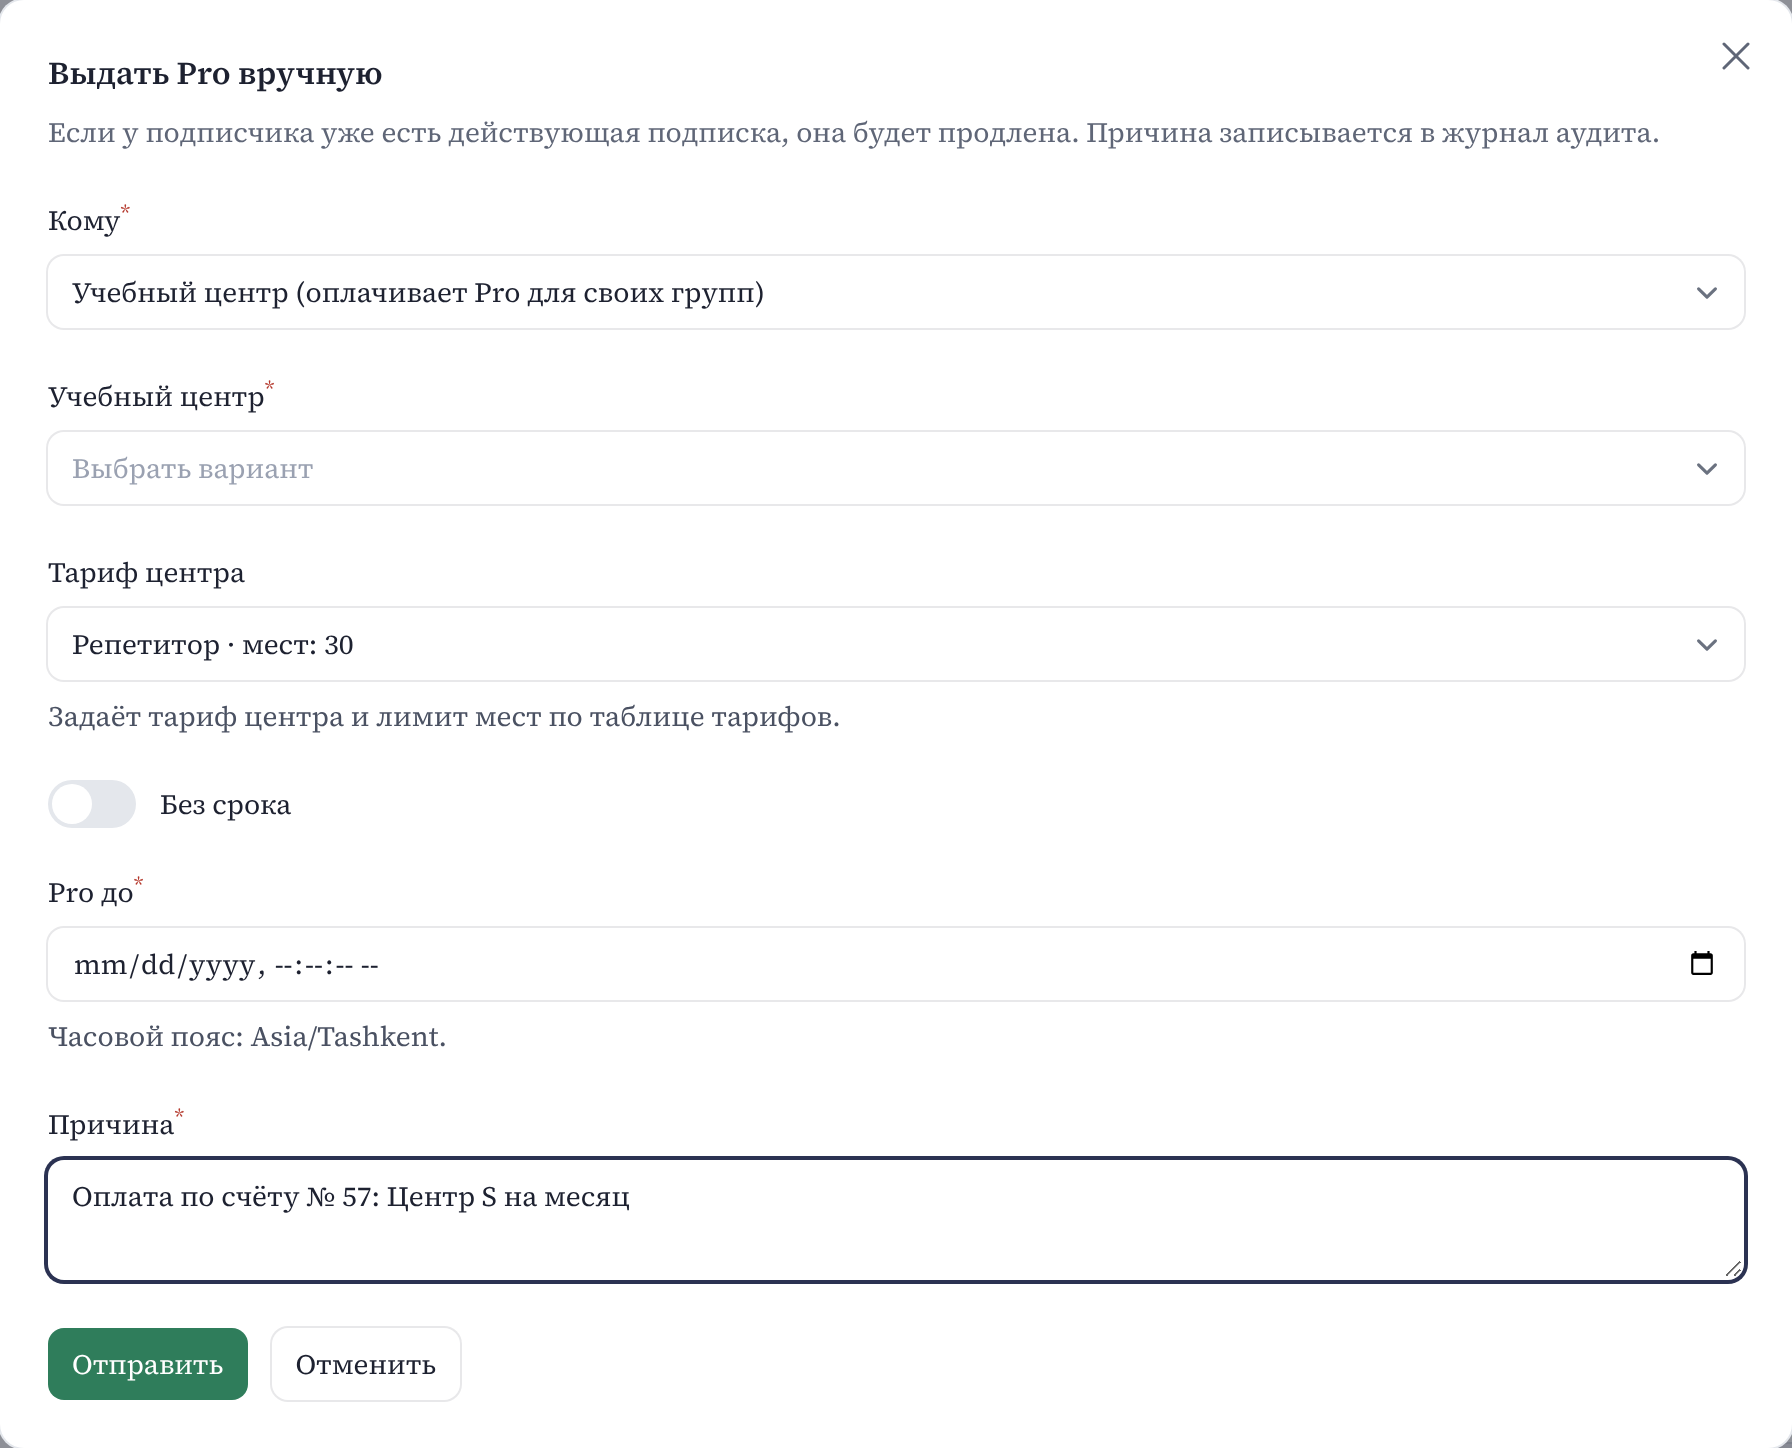 Выдать Pro вручную
Если у подписчика уже есть действующая подписка, она будет продлена. Причина записывается в журнал аудита.
Кому*
Учебный центр (оплачивает Pro для своих групп)
Учебный центр*
Выбрать вариант
Тариф центра
Репетитор · мест: 30
Задаёт тариф центра и лимит мест по таблице тарифов.
Без срока
Pro до*
mm/dd/yyyy, --:--:-- --
Часовой пояс: Asia/Tashkent.
Причина*
Оплата по счёту № 57: Центр S на месяц
Отправить
Отменить